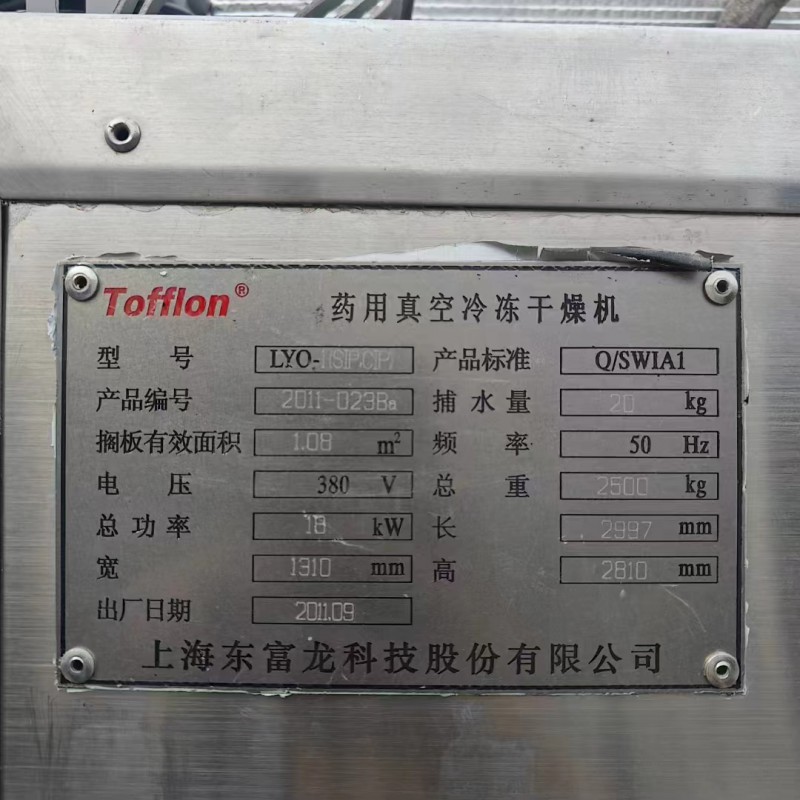 Tofflon® 药用真空冷冻干燥机
型号 LYO-1(SIP.CIP) 产品标准 Q/SWIA1
产品编号 2011-023Ba 捕水量 20 kg
搁板有效面积 1.08 m² 频率 50 Hz
电压 380 V 总重 2500 kg
总功率 18 kW 长 2997 mm
宽 1310 mm 高 2810 mm
出厂日期 2011.09
上海东富龙科技股份有限公司